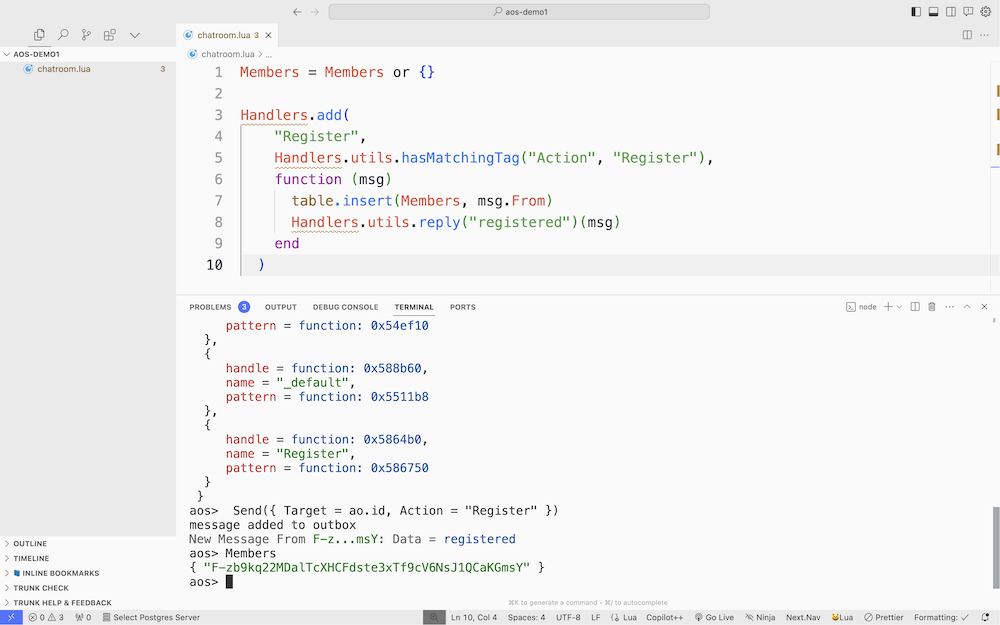 aos-demo1
chatroom.lua 3
AOS-DEMO1
chatroom.lua > ...
chatroom.lua 3
1 Members = Members or {}
2
3 Handlers.add(
4 "Register",
5 Handlers.utils.hasMatchingTag("Action", "Register"),
6 function (msg)
7 table.insert(Members, msg.From)
8 Handlers.utils.reply("registered")(msg)
9 end
10 )
PROBLEMS 3 OUTPUT DEBUG CONSOLE TERMINAL PORTS node
pattern = function: 0x54ef10
},
{
handle = function: 0x588b60,
name = "_default",
pattern = function: 0x5511b8
},
{
handle = function: 0x5864b0,
name = "Register",
pattern = function: 0x586750
}
}
aos> Send({ Target = ao.id, Action = "Register" })
message added to outbox
New Message From F-z...msY: Data = registered
aos> Members
{ "F-zb9kq22MDalTcXHCFdste3xTf9cV6NsJ1QCaKGmsY" }
aos>
OUTLINE
TIMELINE
INLINE BOOKMARKS
TRUNK CHECK
TRUNK HELP & FEEDBACK
⌘K to generate a command - ⌘/ to autocomplete
0 3 0 Select Postgres Server Ln 10, Col 4 Spaces: 4 UTF-8 LF Lua Copilot++ Go Live Ninja Next.Nav Lua Prettier Formatting: ✓